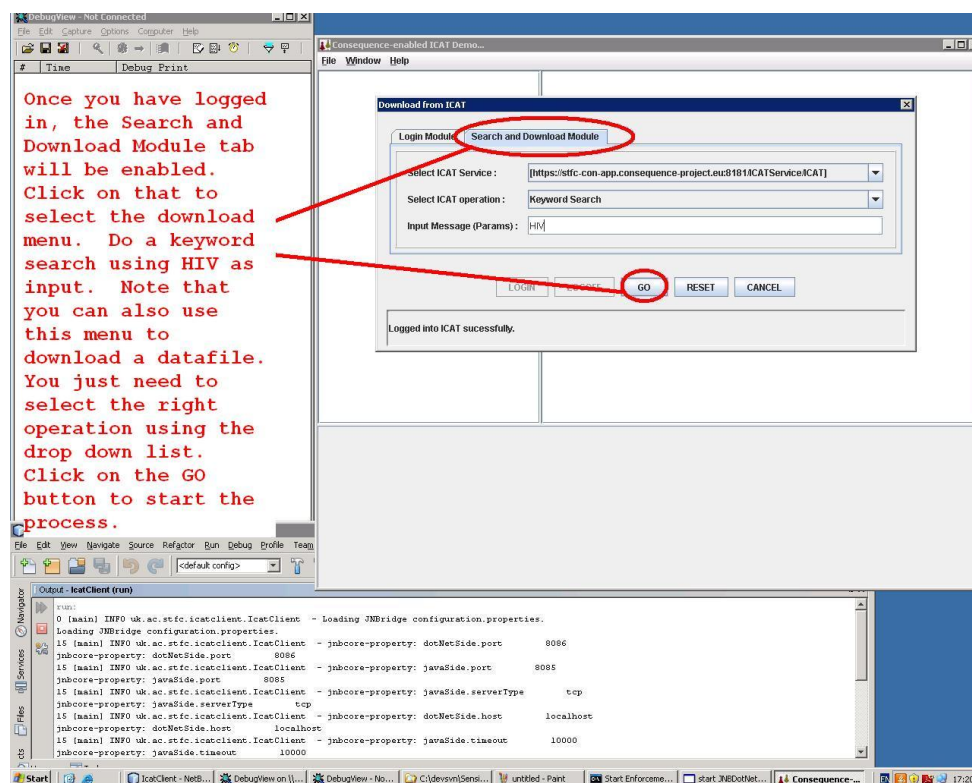 DebugView - Not Connected
File Edit Capture Options Computer Help
# Time Debug Print
Once you have logged
in, the Search and
Download Module tab
will be enabled.
Click on that to
select the download
menu. Do a keyword
search using HIV as
input. Note that
you can also use
this menu to
download a datafile.
You just need to
select the right
operation using the
drop down list.
Click on the GO
button to start the
process.
Consequence-enabled ICAT Demo...
File Window Help
Download from ICAT
Login Module Search and Download Module
Select ICAT Service : [https://stfc-con-app.consequence-project.eu:8181/ICATService/ICAT]
Select ICAT operation : Keyword Search
Input Message (Params) : HIV
LOGIN LOGOFF GO RESET CANCEL
Logged into ICAT sucessfully.
File Edit View Navigate Source Refactor Run Debug Profile Team
<default config>
Output - IcatClient (run)
Navigator
Services
Files
run:
0 [main] INFO uk.ac.stfc.icatclient.IcatClient - Loading JNBridge configuration.properties.
Loading JNBridge configuration.properties.
15 [main] INFO uk.ac.stfc.icatclient.IcatClient - jnbcore-property: dotNetSide.port 8086
jnbcore-property: dotNetSide.port 8086
15 [main] INFO uk.ac.stfc.icatclient.IcatClient - jnbcore-property: javaSide.port 8085
jnbcore-property: javaSide.port 8085
15 [main] INFO uk.ac.stfc.icatclient.IcatClient - jnbcore-property: javaSide.serverType tcp
jnbcore-property: javaSide.serverType tcp
15 [main] INFO uk.ac.stfc.icatclient.IcatClient - jnbcore-property: dotNetSide.host localhost
jnbcore-property: dotNetSide.host localhost
15 [main] INFO uk.ac.stfc.icatclient.IcatClient - jnbcore-property: javaSide.timeout 10000
jnbcore-property: javaSide.timeout 10000
Start IcatClient - NetB... DebugView on \\... DebugView - No... C:\devsvn\Sensi... untitled - Paint Start Enforceme... start JNBDotNet... Consequence-... EN 17:20